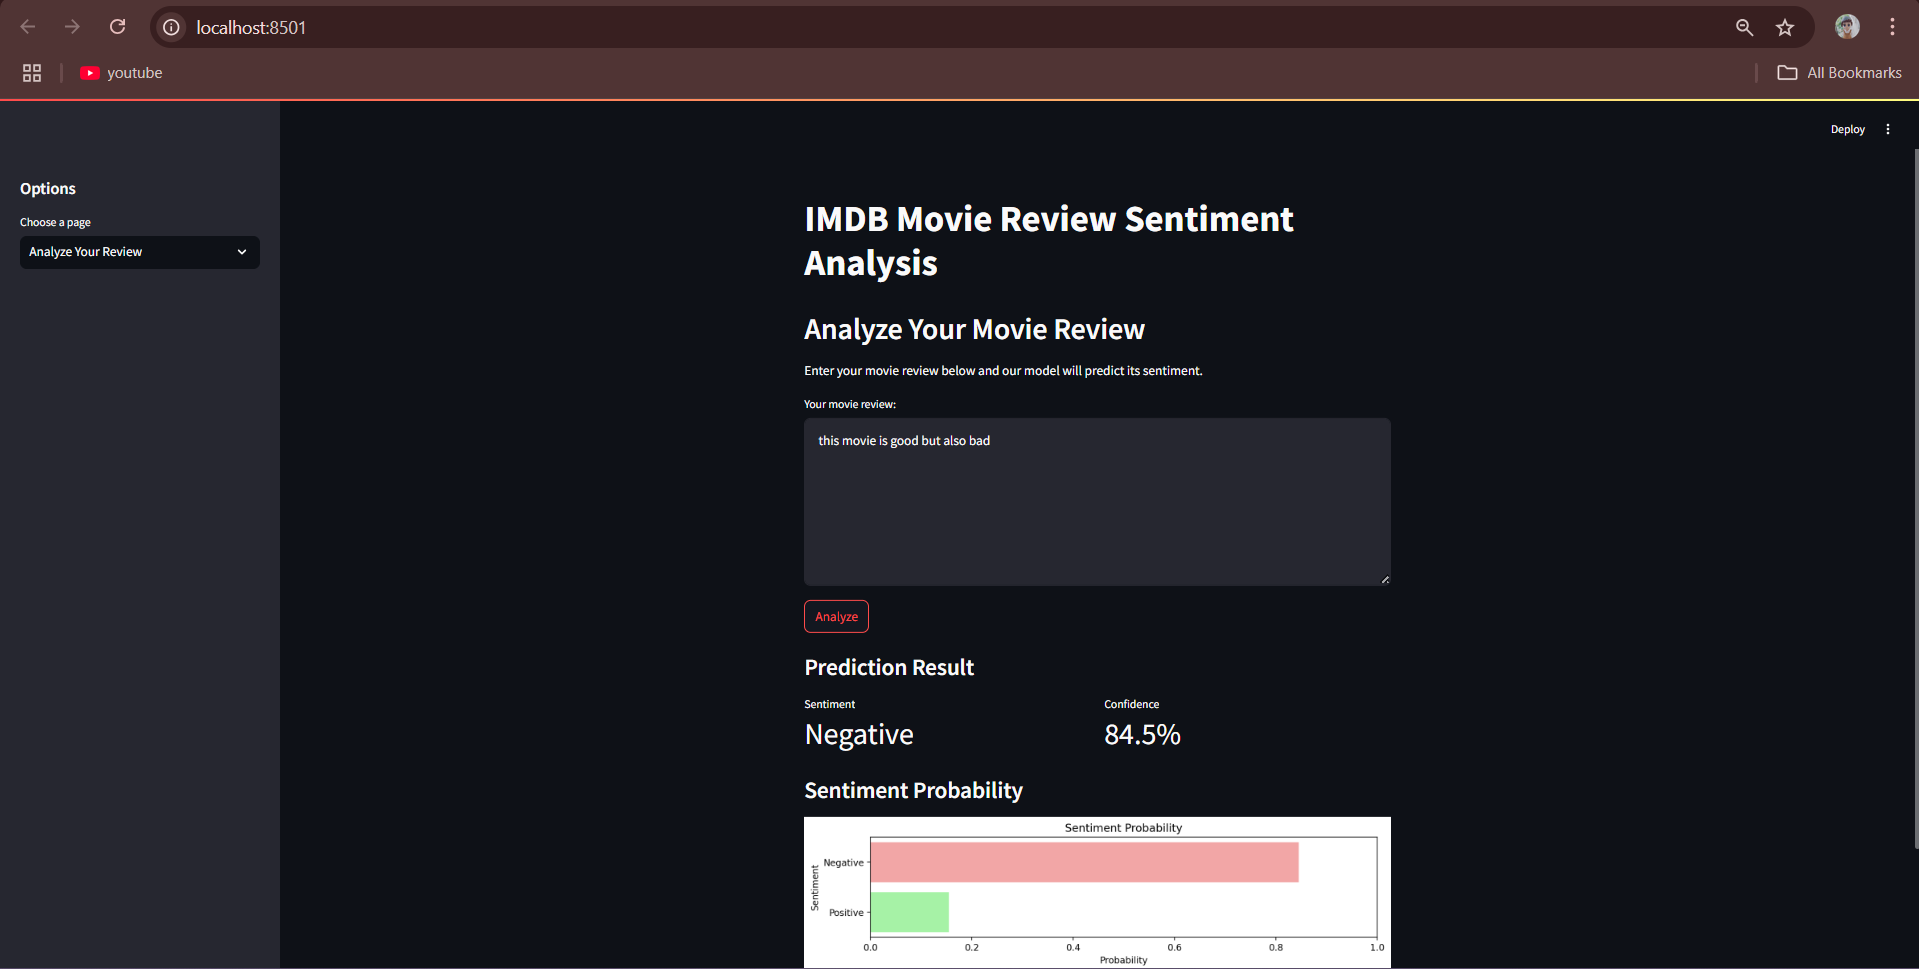 localhost:8501
youtube
All Bookmarks
Deploy
Options
Choose a page
Analyze Your Review
IMDB Movie Review Sentiment
Analysis
Analyze Your Movie Review
Enter your movie review below and our model will predict its sentiment.
Your movie review:
this movie is good but also bad
Analyze
Prediction Result
Sentiment
Confidence
Negative
84.5%
Sentiment Probability
Sentiment Probability
Sentiment
Negative
Positive
0.0 0.2 0.4 0.6 0.8 1.0
Probability